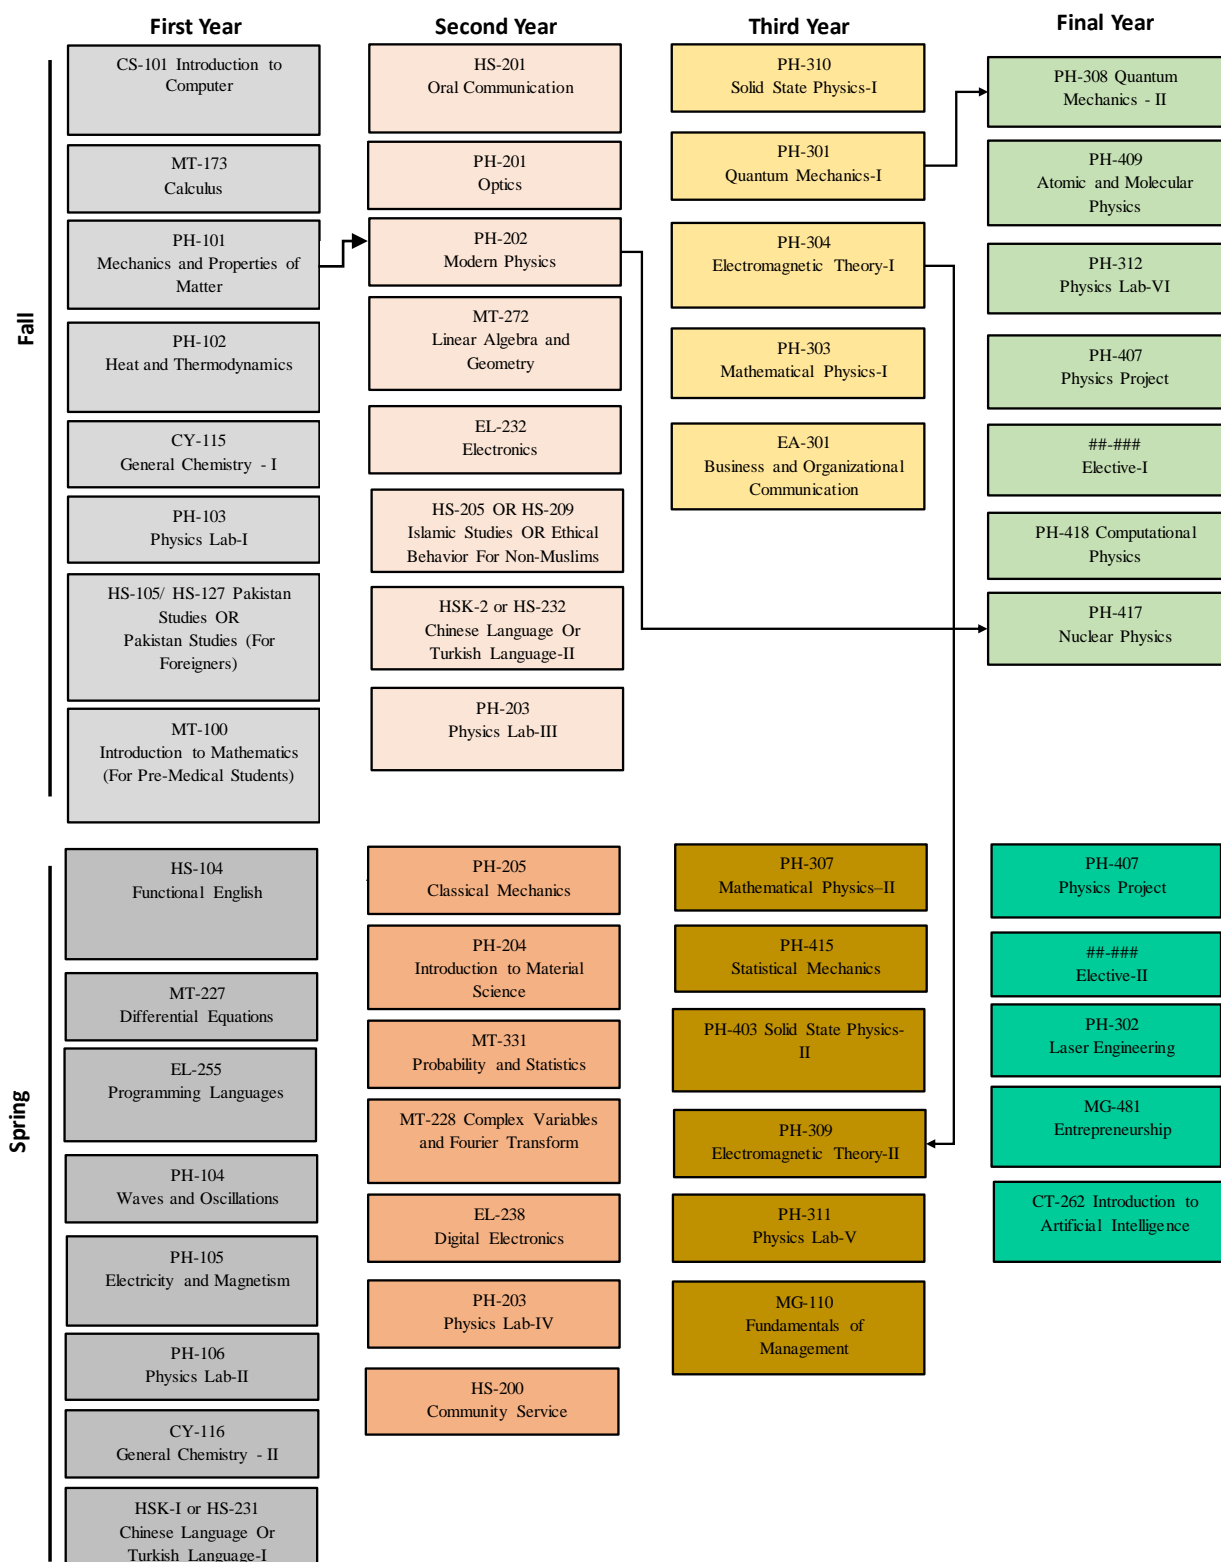 First Year
Second Year
Third Year
Final Year
Fall
CS-101 Introduction to
Computer
MT-173
Calculus
PH-101
Mechanics and Properties of
Matter
PH-102
Heat and Thermodynamics
CY-115
General Chemistry - I
PH-103
Physics Lab-I
HS-105/ HS-127 Pakistan
Studies OR
Pakistan Studies (For
Foreigners)
MT-100
Introduction to Mathematics
(For Pre-Medical Students)
HS-201
Oral Communication
PH-201
Optics
PH-202
Modern Physics
MT-272
Linear Algebra and
Geometry
EL-232
Electronics
HS-205 OR HS-209
Islamic Studies OR Ethical
Behavior For Non-Muslims
HSK-2 or HS-232
Chinese Language Or
Turkish Language-II
PH-203
Physics Lab-III
PH-310
Solid State Physics-I
PH-301
Quantum Mechanics-I
PH-304
Electromagnetic Theory-I
PH-303
Mathematical Physics-I
EA-301
Business and Organizational
Communication
PH-308 Quantum
Mechanics - II
PH-409
Atomic and Molecular
Physics
PH-312
Physics Lab-VI
PH-407
Physics Project
##-###
Elective-I
PH-418 Computational
Physics
PH-417
Nuclear Physics
Spring
HS-104
Functional English
MT-227
Differential Equations
EL-255
Programming Languages
PH-104
Waves and Oscillations
PH-105
Electricity and Magnetism
PH-106
Physics Lab-II
CY-116
General Chemistry - II
HSK-I or HS-231
Chinese Language Or
Turkish Language-I
PH-205
Classical Mechanics
PH-204
Introduction to Material
Science
MT-331
Probability and Statistics
MT-228 Complex Variables
and Fourier Transform
EL-238
Digital Electronics
PH-203
Physics Lab-IV
HS-200
Community Service
PH-307
Mathematical Physics–II
PH-415
Statistical Mechanics
PH-403 Solid State Physics-
II
PH-309
Electromagnetic Theory-II
PH-311
Physics Lab-V
MG-110
Fundamentals of
Management
PH-407
Physics Project
##-###
Elective-II
PH-302
Laser Engineering
MG-481
Entrepreneurship
CT-262 Introduction to
Artificial Intelligence